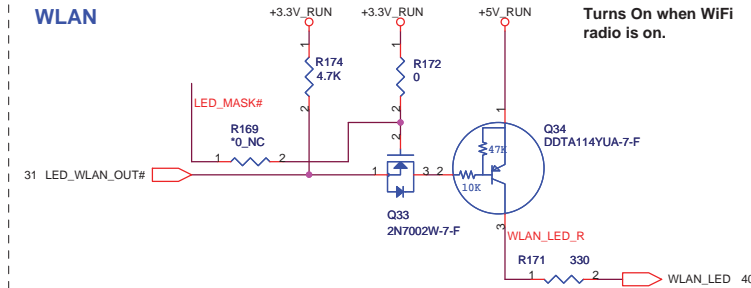 WLAN
+3.3V_RUN
+3.3V_RUN
+5V_RUN
Turns On when WiFi
radio is on.
1
R174
4.7K
2
1
R172
0
2
LED_MASK#
R169
*0_NC
1
2
31 LED_WLAN_OUT#
1
3
2
Q33
2N7002W-7-F
1
Q34
DDTA114YUA-7-F
47K
10K
3
WLAN_LED_R
R171 330
1
2
WLAN_LED 40